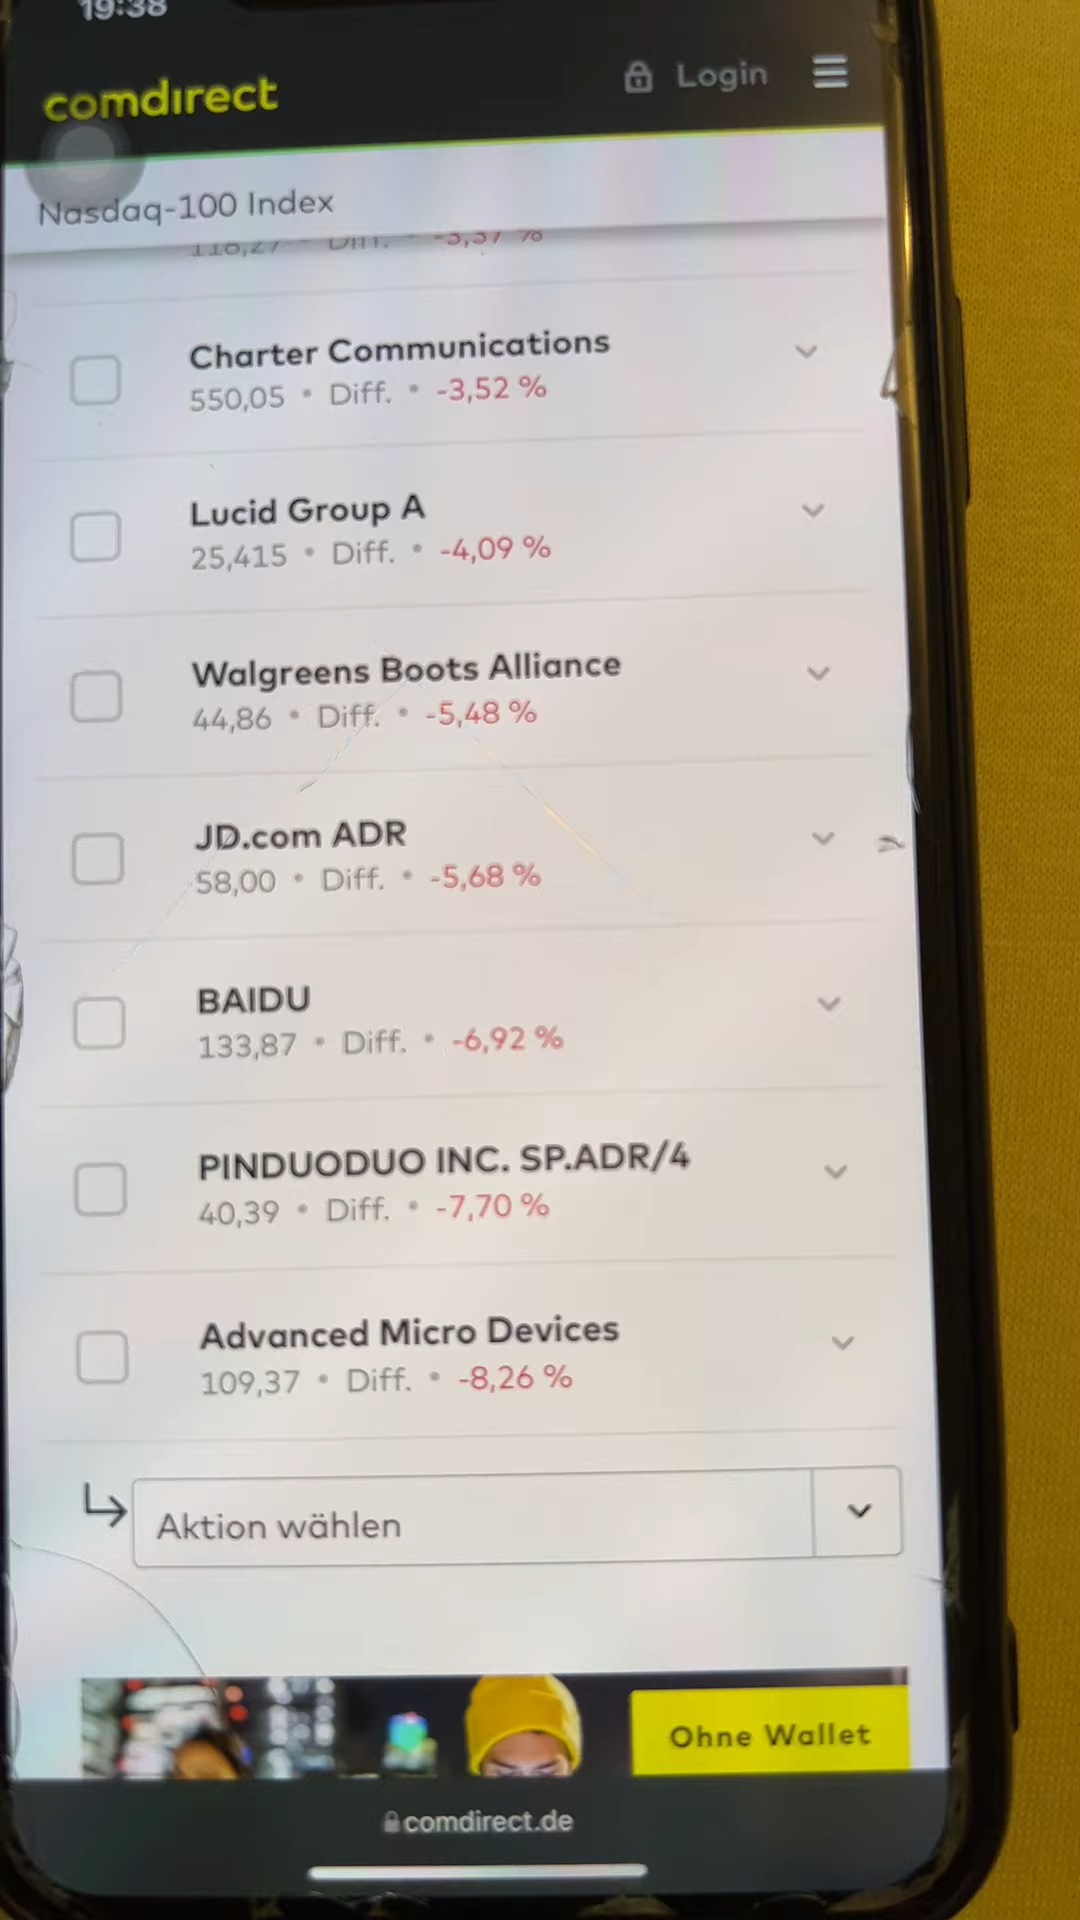 19:38
comdirect
Login
Nasdaq-100 Index
116,27 • Diff. • -3,37 %
Charter Communications
550,05 • Diff. • -3,52 %
Lucid Group A
25,415 • Diff. • -4,09 %
Walgreens Boots Alliance
44,86 • Diff. • -5,48 %
JD.com ADR
58,00 • Diff. • -5,68 %
BAIDU
133,87 • Diff. • -6,92 %
PINDUODUO INC. SP.ADR/4
40,39 • Diff. • -7,70 %
Advanced Micro Devices
109,37 • Diff. • -8,26 %
Aktion wählen
Ohne Wallet
comdirect.de